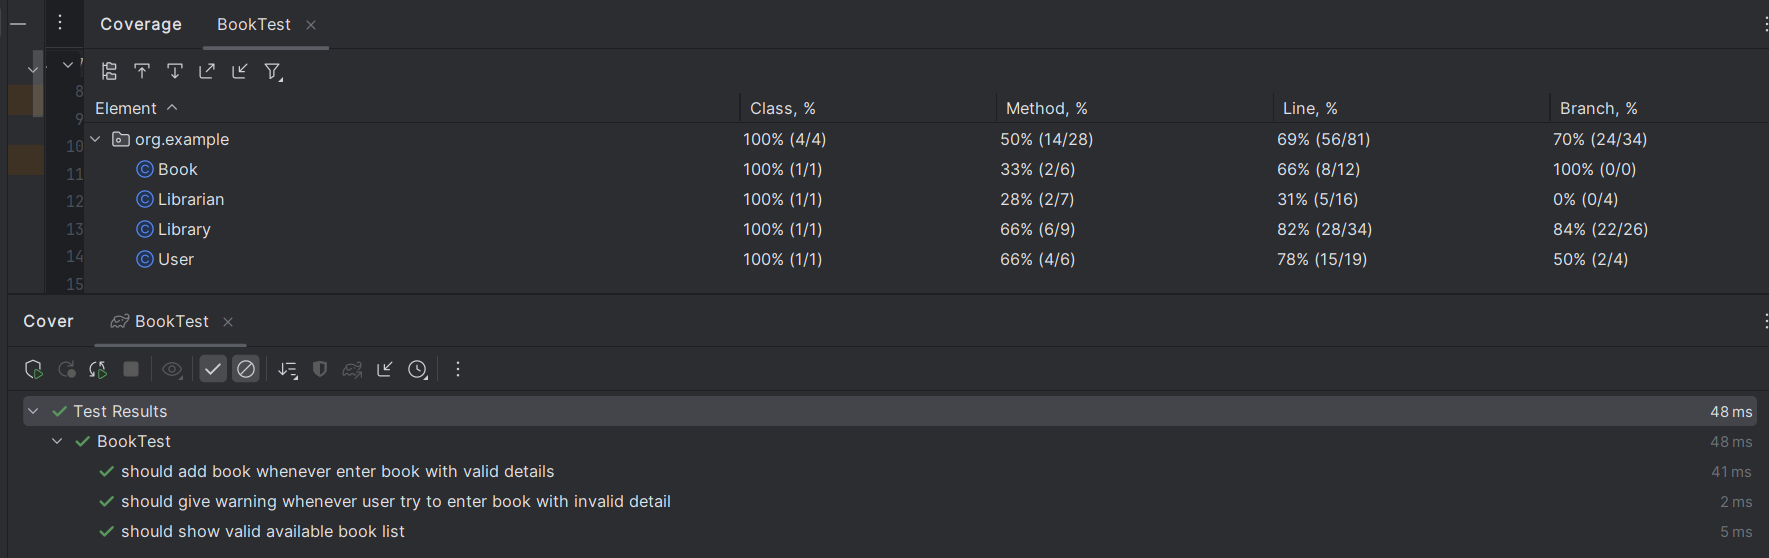 Coverage BookTest
8
9
10
11
12
13
14
15
Element Class, % Method, % Line, % Branch, %
org.example 100% (4/4) 50% (14/28) 69% (56/81) 70% (24/34)
Book 100% (1/1) 33% (2/6) 66% (8/12) 100% (0/0)
Librarian 100% (1/1) 28% (2/7) 31% (5/16) 0% (0/4)
Library 100% (1/1) 66% (6/9) 82% (28/34) 84% (22/26)
User 100% (1/1) 66% (4/6) 78% (15/19) 50% (2/4)
Cover BookTest
Test Results 48 ms
BookTest 48 ms
should add book whenever enter book with valid details 41 ms
should give warning whenever user try to enter book with invalid detail 2 ms
should show valid available book list 5 ms